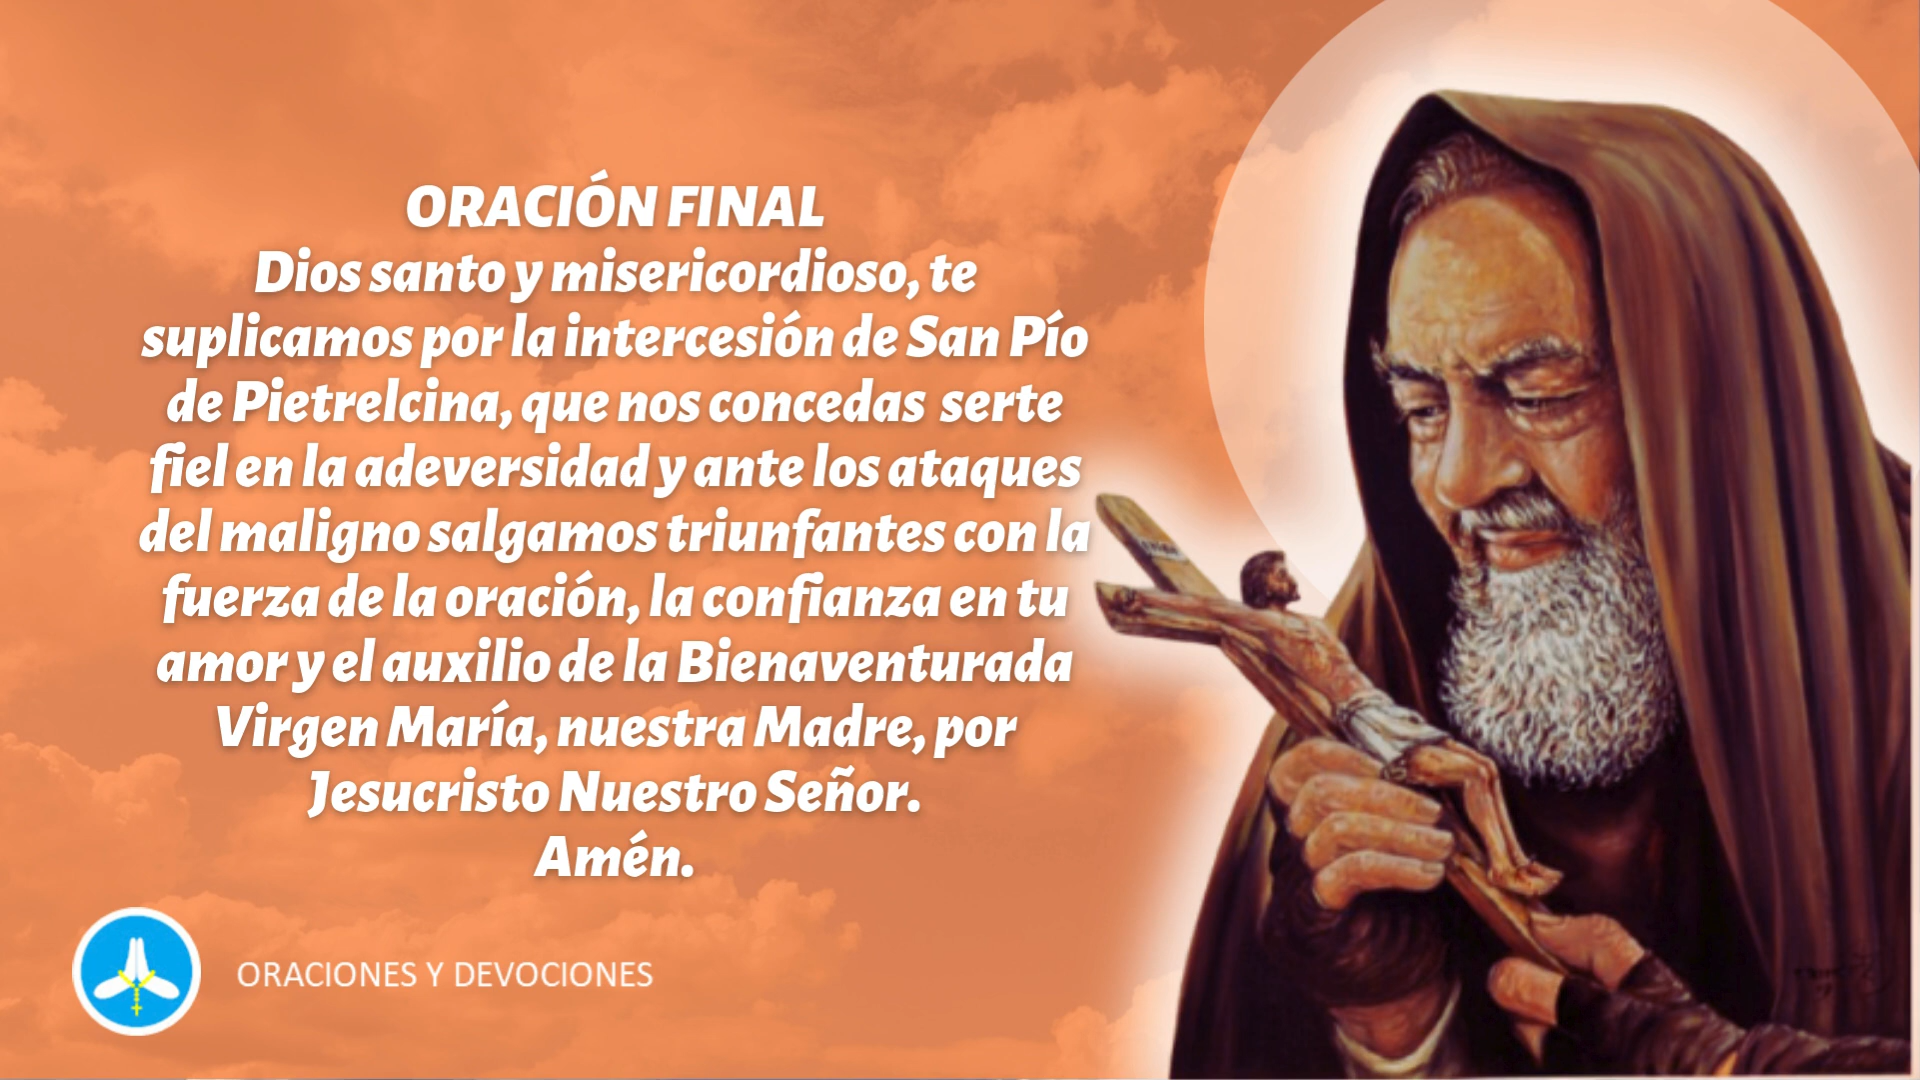 ORACIÓN FINAL
Dios santo y misericordioso, te
suplicamos por la intercesión de San Pío
de Pietrelcina, que nos concedas serte
fiel en la adeversidad y ante los ataques
del maligno salgamos triunfantes con la
fuerza de la oración, la confianza en tu
amor y el auxilio de la Bienaventurada
Virgen María, nuestra Madre, por
Jesucristo Nuestro Señor.
Amén.
ORACIONES Y DEVOCIONES